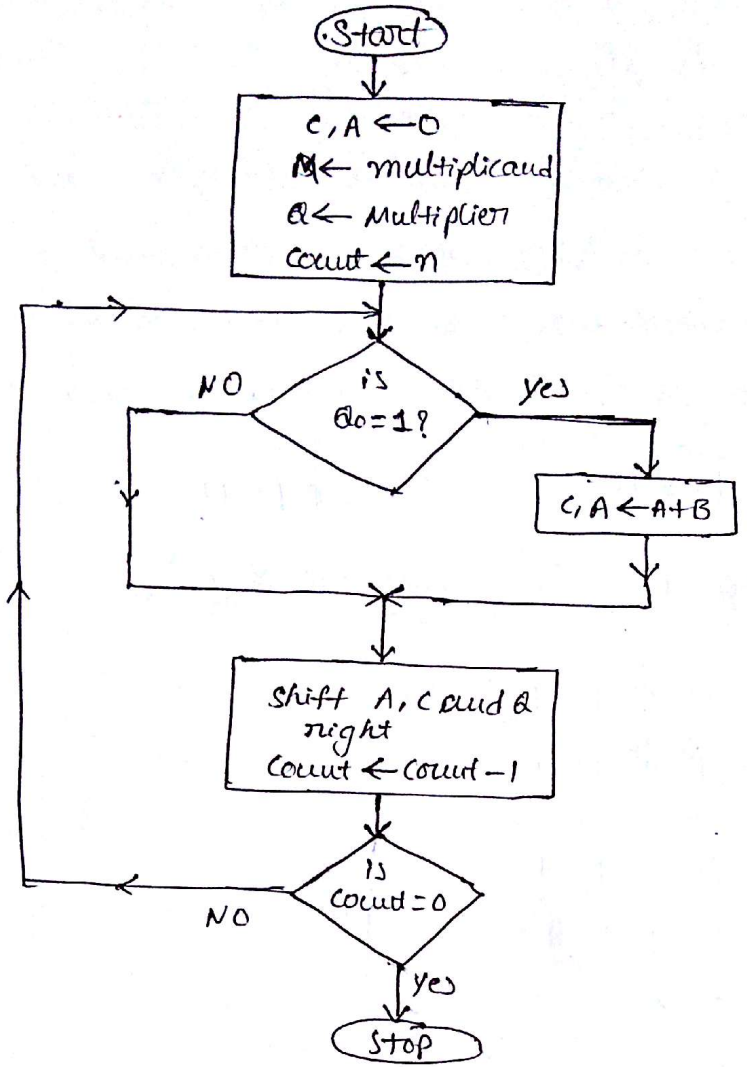 Start
C, A ← 0
M ← multiplicand
Q ← Multiplier
Count ← n
is
Q0 = 1?
NO
Yes
C, A ← A+B
Shift A, C and Q
right
Count ← Count - 1
is
Count = 0
NO
Yes
Stop